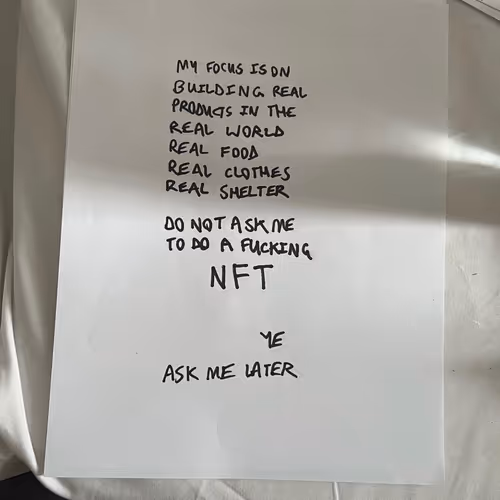 MY FOCUS IS ON
BUILDING REAL
PRODUCTS IN THE
REAL WORLD
REAL FOOD
REAL CLOTHES
REAL SHELTER
DO NOT ASK ME
TO DO A FUCKING
NFT
YE
ASK ME LATER